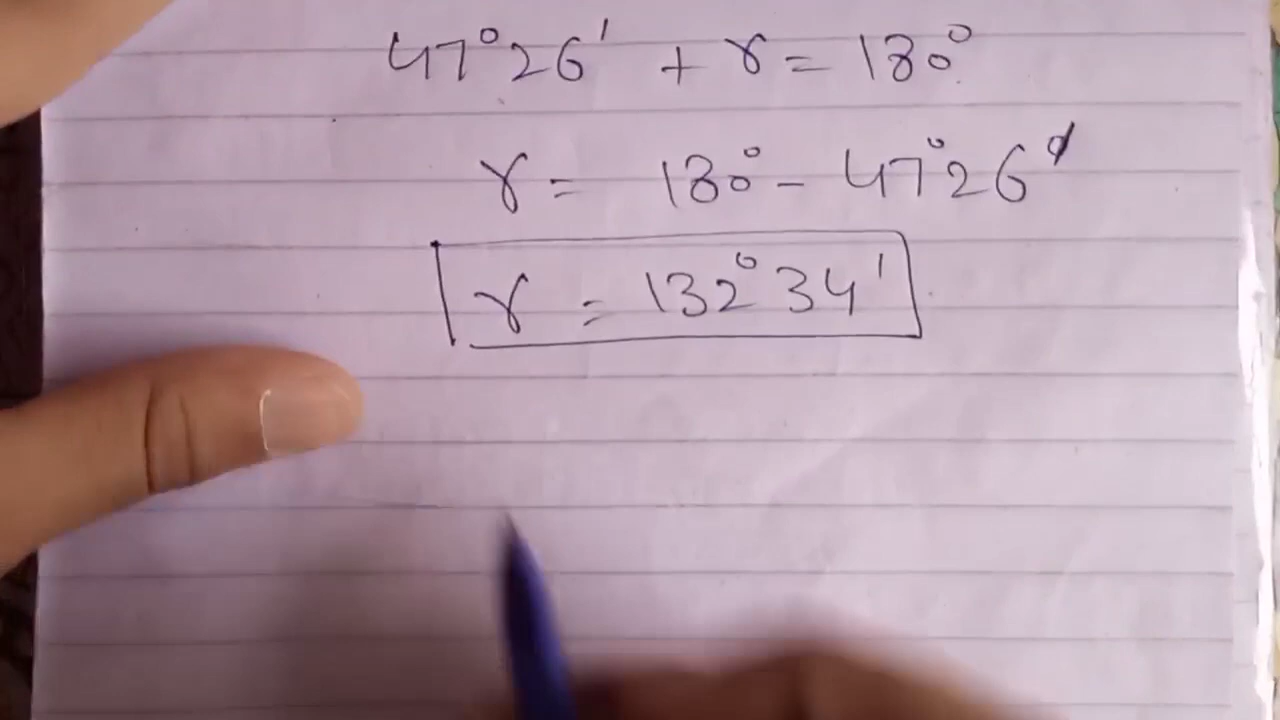 47°26' + γ = 180°
γ = 180° - 47°26'
γ = 132°34'